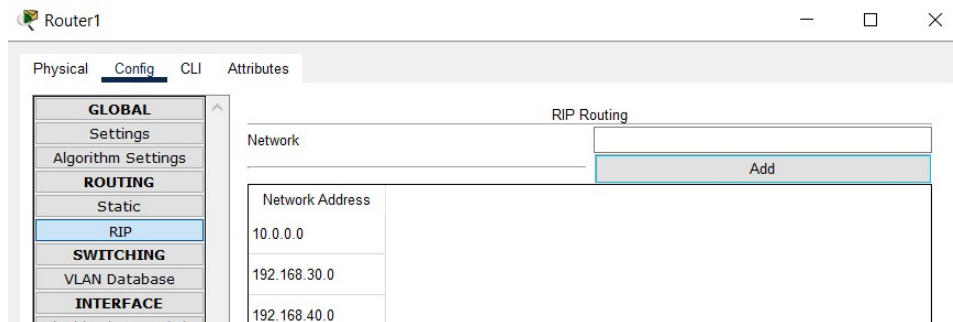 Router1
Physical Config CLI Attributes
GLOBAL
Settings
Algorithm Settings
ROUTING
Static
RIP
SWITCHING
VLAN Database
INTERFACE
RIP Routing
Network
Add
Network Address
10.0.0.0
192.168.30.0
192.168.40.0